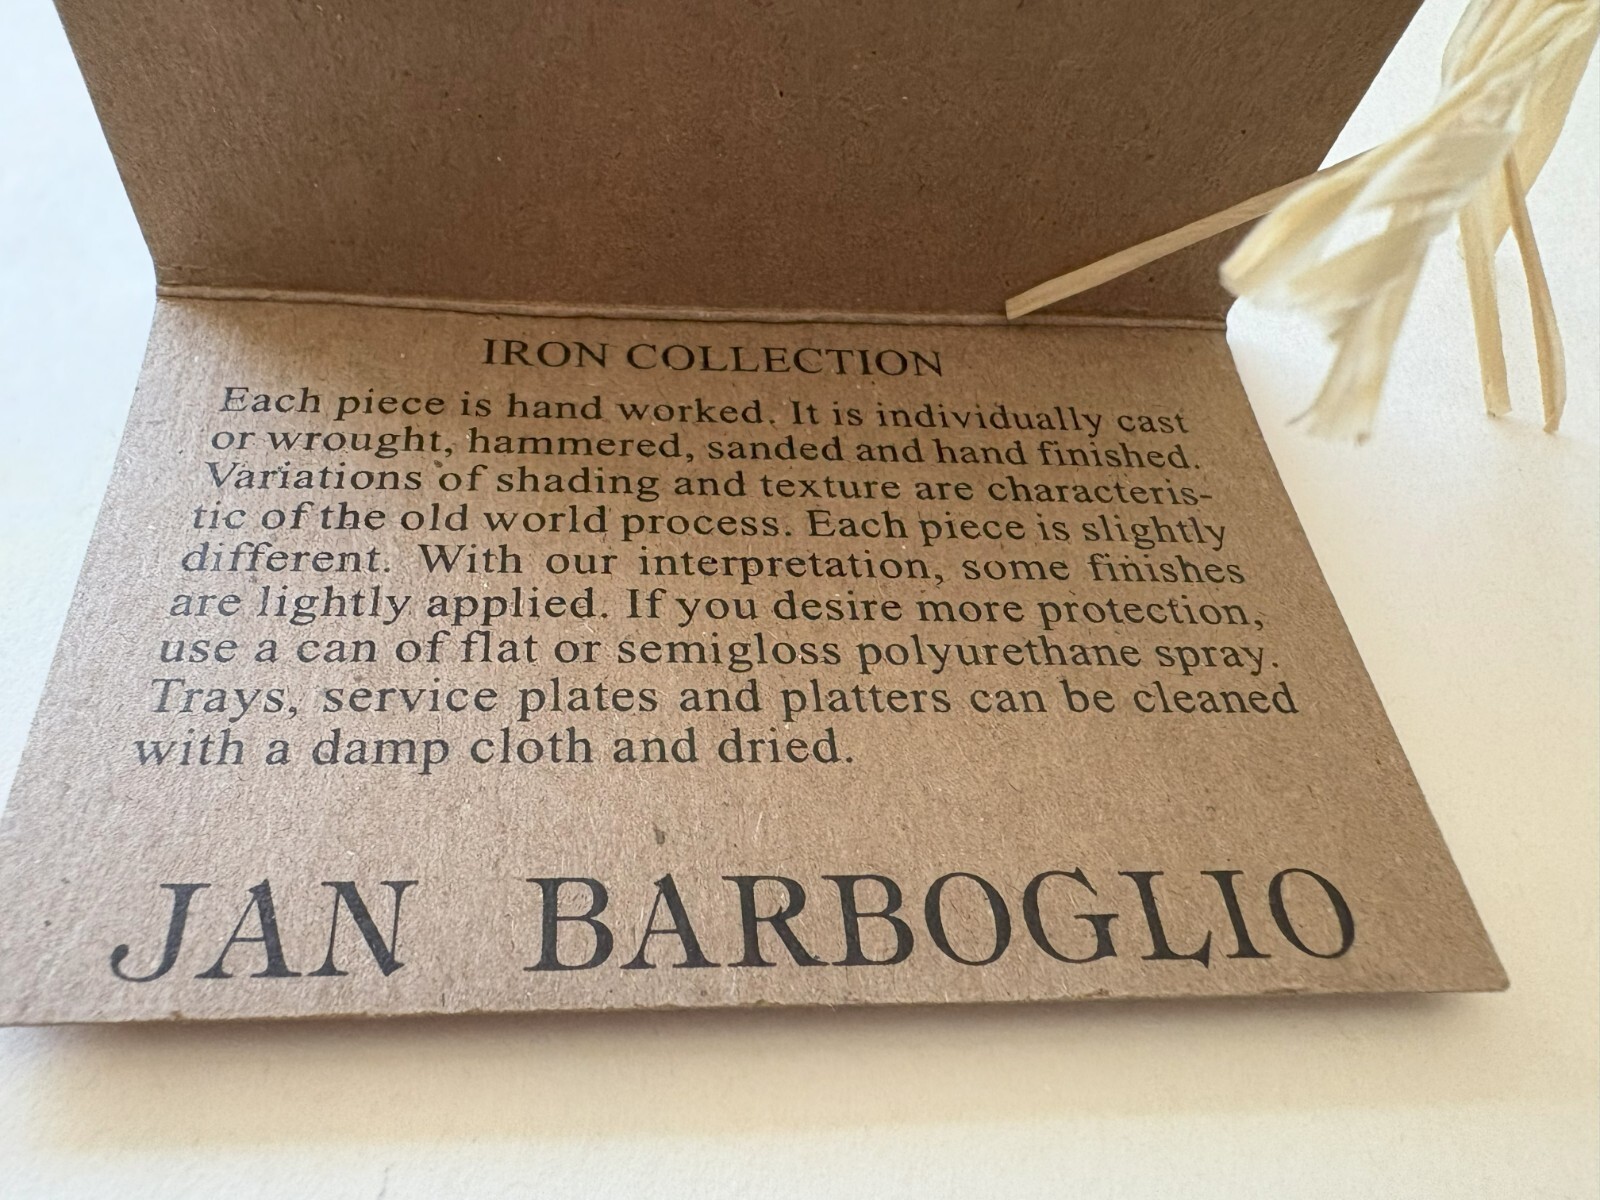 IRON COLLECTION
Each piece is hand worked. It is individually cast
or wrought, hammered, sanded and hand finished.
Variations of shading and texture are characteris-
tic of the old world process. Each piece is slightly
different. With our interpretation, some finishes
are lightly applied. If you desire more protection,
use a can of flat or semigloss polyurethane spray.
Trays, service plates and platters can be cleaned
with a damp cloth and dried.
JAN BARBOGLIO